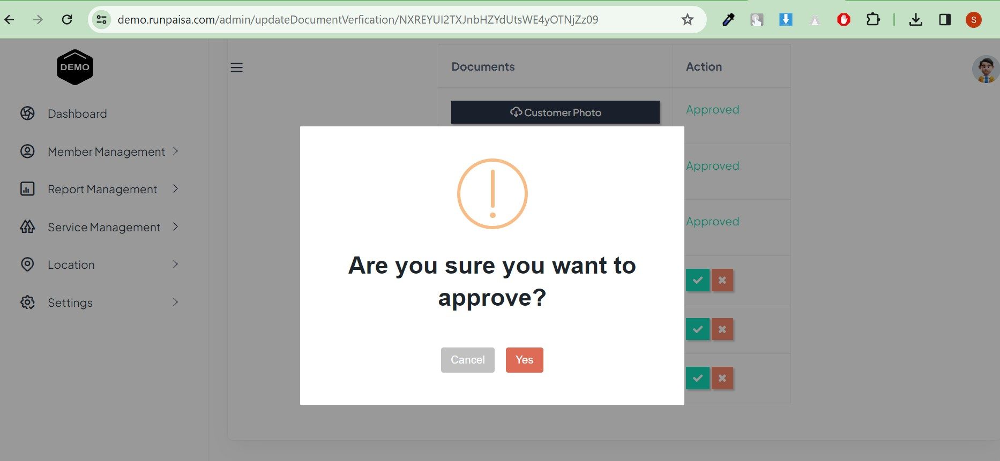 demo.runpaisa.com/admin/updateDocumentVerfication/NXREYUI2TXJnbHZYdUtsWE4yOTNjZz09
S
DEMO
Dashboard
Member Management
Report Management
Service Management
Location
Settings
Documents
Action
Customer Photo
Approved
Approved
Approved
Are you sure you want to
approve?
Cancel
Yes